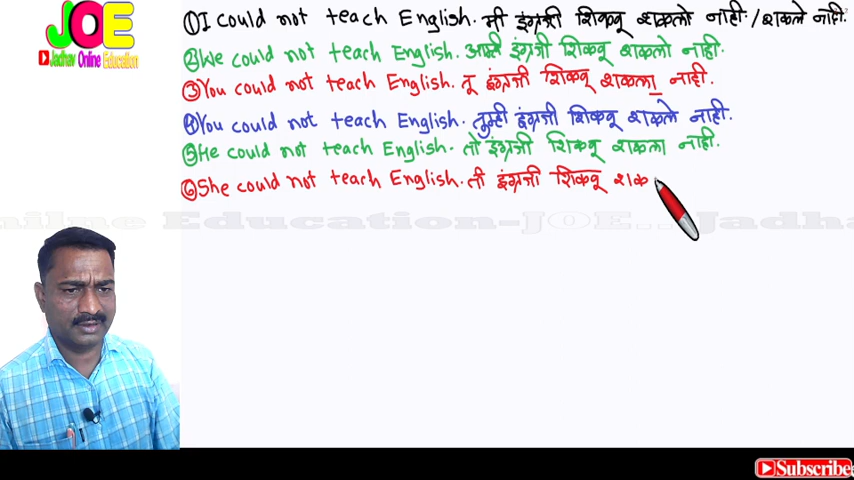 JOE
Jadhav Online Education
①I could not teach English. मी इंग्रजी शिकवू शकलो नाही./शकले नाही.
②We could not teach English. आम्ही इंग्रजी शिकवू शकलो नाही.
③You could not teach English. तू इंग्रजी शिकवू शकला_ नाही.
④You could not teach English. तुम्ही इंग्रजी शिकवू शकले नाही.
⑤He could not teach English. तो इंग्रजी शिकवू शकला नाही.
⑥She could not teach English. ती इंग्रजी शिकवू शक
Education-JOE..
Subscribe